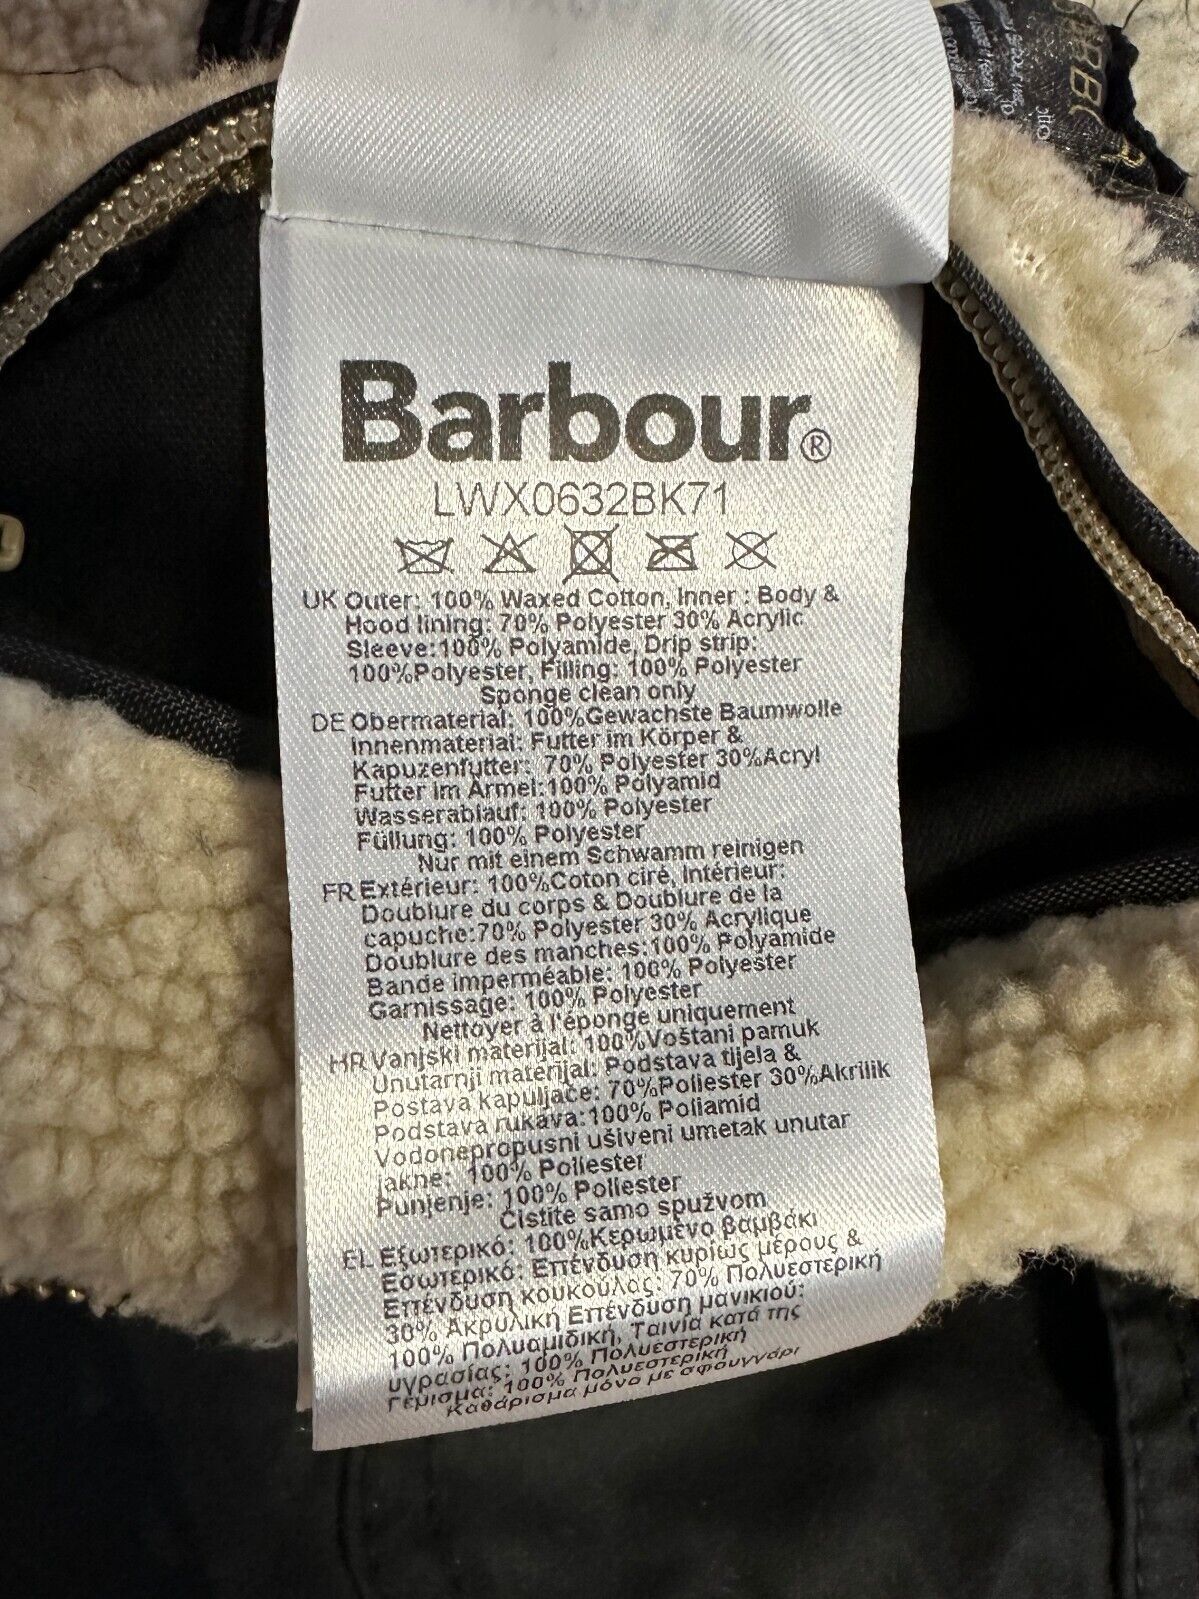 Barbour®
LWX0632BK71
UK Outer: 100% Waxed Cotton, Inner : Body &
Hood lining: 70% Polyester 30% Acrylic
Sleeve:100% Polyamide, Drip strip:
100%Polyester, Filling: 100% Polyester
Sponge clean only
DE Obermaterial: 100%Gewachste Baumwolle
Innenmaterial: Futter im Körper &
Kapuzenfutter: 70% Polyester 30%Acryl
Futter im Armel:100% Polyamid
Wasserablauf: 100% Polyester
Füllung: 100% Polyester
Nur mit einem Schwamm reinigen
FR Extérieur: 100%Coton ciré, Intérieur:
Doublure du corps & Doublure de la
capuche:70% Polyester 30% Acrylique
Doublure des manches:100% Polyamide
Bande imperméable: 100% Polyester
Garnissage: 100% Polyester
Nettoyer à l'éponge uniquement
HR Vanjski materijal: 100%Voštani pamuk
Unutarnji materijal: Podstava tijela &
Postava kapuljače: 70%Poliester 30%Akrilik
Podstava rukava:100% Poliamid
Vodonepropusni ušiveni umetak unutar
jakne: 100% Poliester
Punjenje: 100% Poliester
Čistite samo spužvom
EL Εξωτερικό: 100%Κερωμένο βαμβάκι
Εσωτερικό: Επένδυση κυρίως μέρους &
Επένδυση κουκούλας: 70% Πολυεστερική
30% Ακρυλική Επένδυση μανικιού:
100% Πολυαμιδική, Ταινία κατά της
υγρασίας: 100% Πολυεστερική
Γέμισμα: 100% Πολυεστερική
Καθάρισμα μόνο με σφουγγάρι